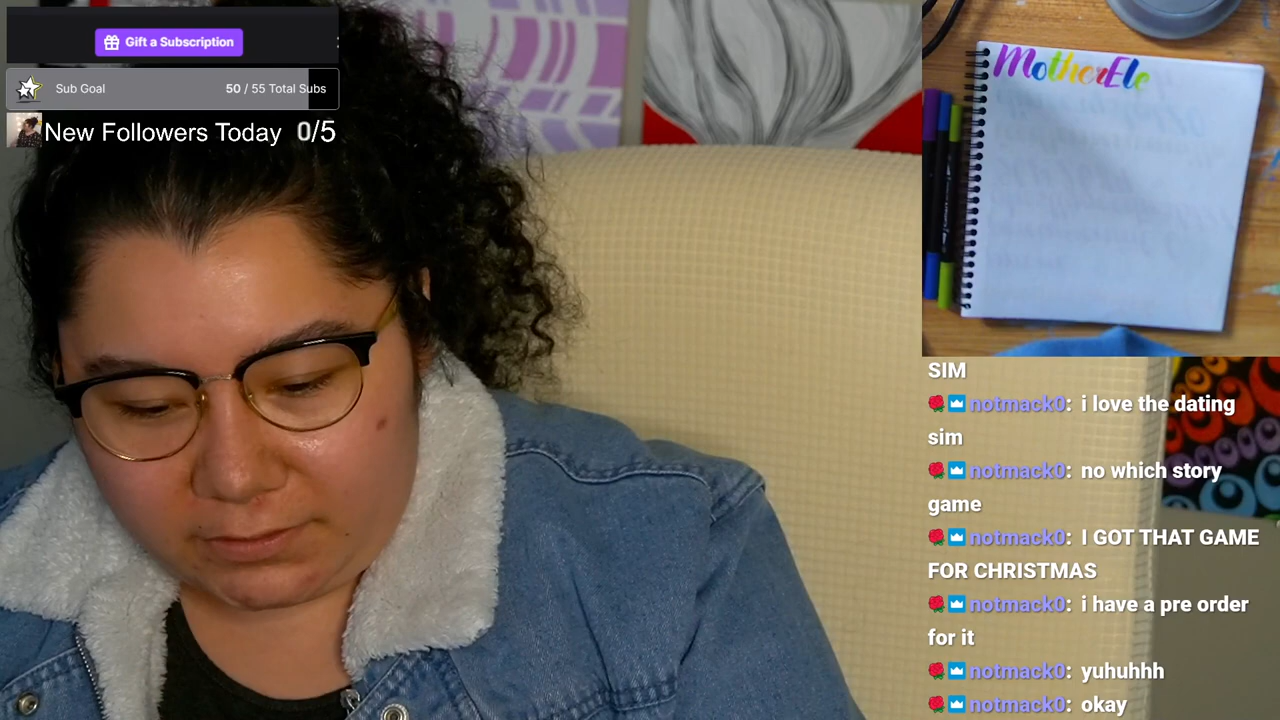 Gift a Subscription
Sub Goal 50 / 55 Total Subs
New Followers Today 0/5
MotherEle
SIM
notmack0: i love the dating
sim
notmack0: no which story
game
notmack0: I GOT THAT GAME
FOR CHRISTMAS
notmack0: i have a pre order
for it
notmack0: yuhuhhh
notmack0: okay